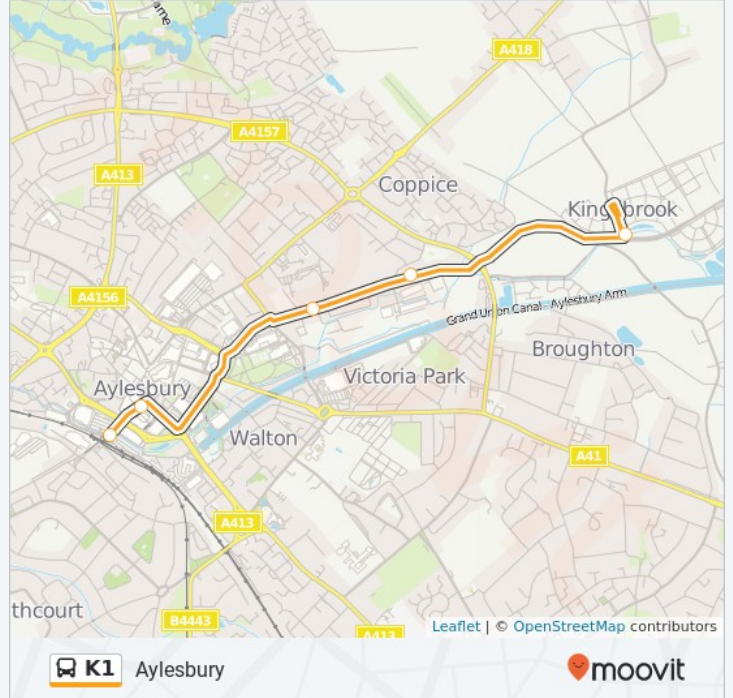 ame
A418
A4157
A413
Coppice
Kingsbrook
A4156
Grand Union Canal - Aylesbury Arm
Broughton
Aylesbury
Victoria Park
Walton
A41
A413
thcourt
B4443
A413
Leaflet | © OpenStreetMap contributors
K1 Aylesbury
moovit